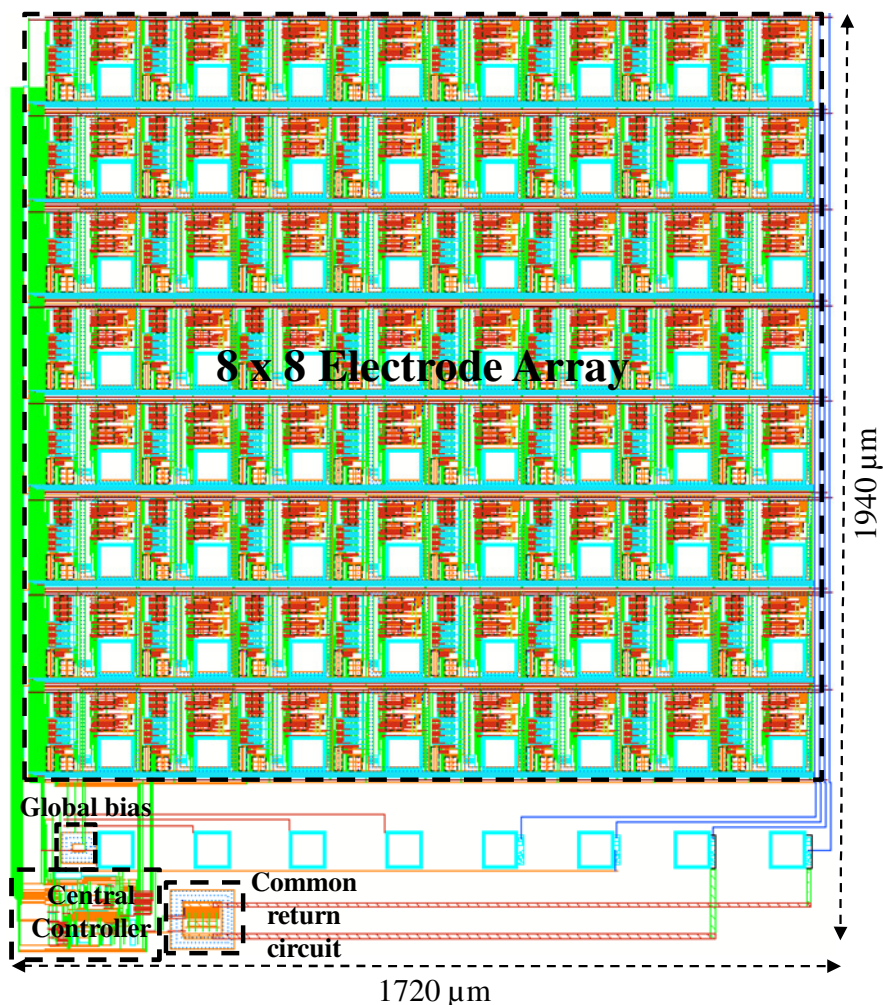 8 x 8 Electrode Array
1940 µm
Global bias
Central
Controller
Common
return
circuit
1720 µm